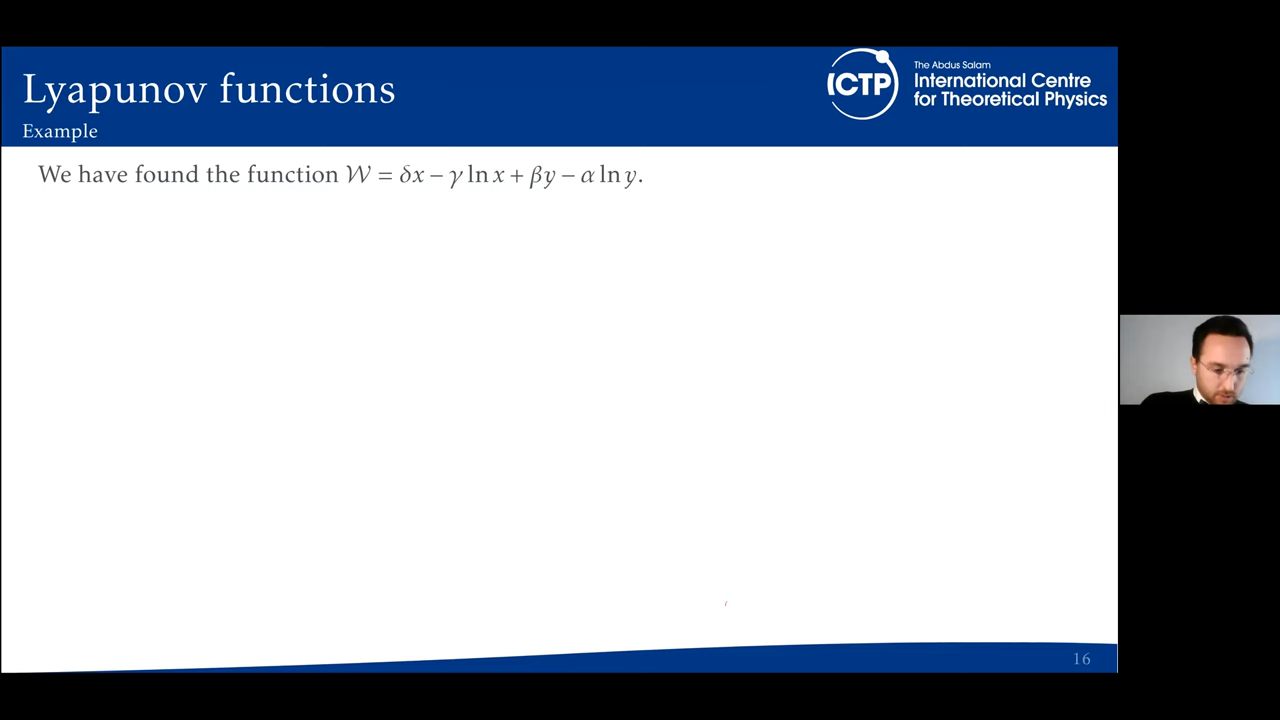 Lyapunov functions
Example
ICTP
The Abdus Salam
International Centre
for Theoretical Physics
We have found the function 𝒲 = δx − γ ln x + βy − α ln y.
16